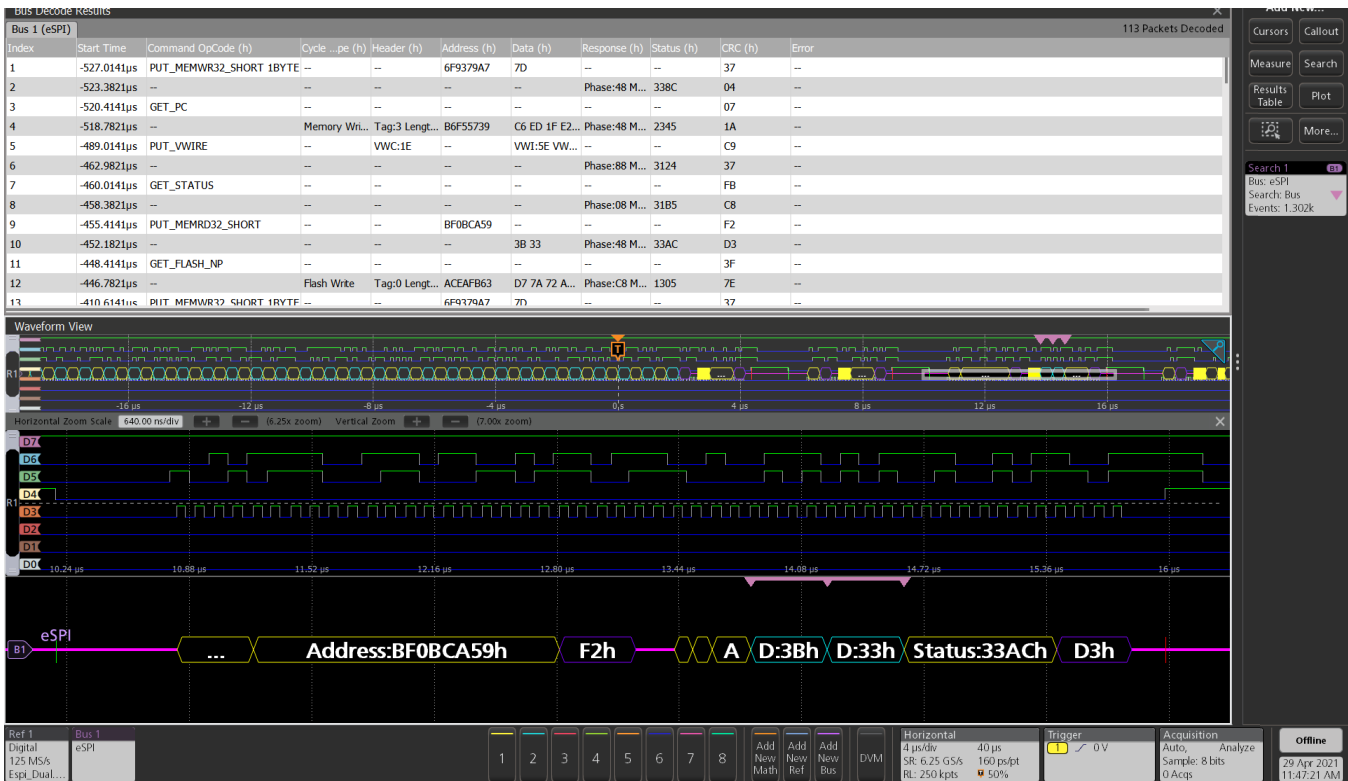 Bus Decode Results
Add New...
Bus 1 (eSPI) 113 Packets Decoded
Cursors Callout
Index Start Time Command OpCode (h) Cycle ...pe (h) Header (h) Address (h) Data (h) Response (h) Status (h) CRC (h) Error
1 -527.0141µs PUT_MEMWR32_SHORT 1BYTE -- -- 6F9379A7 7D -- -- 37 --
Measure Search
2 -523.3821µs -- -- -- -- -- Phase:48 M... 338C 04 --
3 -520.4141µs GET_PC -- -- -- -- -- -- 07 --
Results Table Plot
4 -518.7821µs -- Memory Wri... Tag:3 Lengt... B6F55739 C6 ED 1F E2... Phase:48 M... 2345 1A --
5 -489.0141µs PUT_VWIRE -- VWC:1E -- VWI:5E VW... -- -- C9 --
More...
6 -462.9821µs -- -- -- -- -- Phase:88 M... 3124 37 --
7 -460.0141µs GET_STATUS -- -- -- -- -- -- FB --
8 -458.3821µs -- -- -- -- -- Phase:08 M... 31B5 C8 --
9 -455.4141µs PUT_MEMRD32_SHORT -- -- BF0BCA59 -- -- -- F2 --
10 -452.1821µs -- -- -- -- 3B 33 Phase:48 M... 33AC D3 --
11 -448.4141µs GET_FLASH_NP -- -- -- -- -- -- 3F --
12 -446.7821µs -- Flash Write Tag:0 Lengt... ACEAFB63 D7 7A 72 A... Phase:C8 M... 1305 7E --
13 -410.6141µs PUT_MEMWR32_SHORT 1BYTE -- -- 6F9379A7 7D -- -- 37 --
Search 1 B1
Bus: eSPI
Search: Bus
Events: 1.302k
Waveform View
T
R1
... ... ... ...
-16 µs -12 µs -8 µs -4 µs 0 s 4 µs 8 µs 12 µs 16 µs
Horizontal Zoom Scale 640.00 ns/div + − (6.25x zoom) Vertical Zoom + − (7.00x zoom)
D7
D6
D5
D4
R1
D3
D2
D1
D0
10.24 µs 10.88 µs 11.52 µs 12.16 µs 12.80 µs 13.44 µs 14.08 µs 14.72 µs 15.36 µs 16 µs
eSPI
B1 ... Address:BF0BCA59h F2h A D:3Bh D:33h Status:33ACh D3h
Ref 1
Digital
125 MS/s
Espi_Dual....
Bus 1
eSPI
1 2 3 4 5 6 7 8
Add New Math
Add New Ref
Add New Bus
DVM
Horizontal
4 µs/div 40 µs
SR: 6.25 GS/s 160 ps/pt
RL: 250 kpts 50%
Trigger
1 0 V
Acquisition
Auto, Analyze
Sample: 8 bits
0 Acqs
Offline
29 Apr 2021
11:47:21 AM